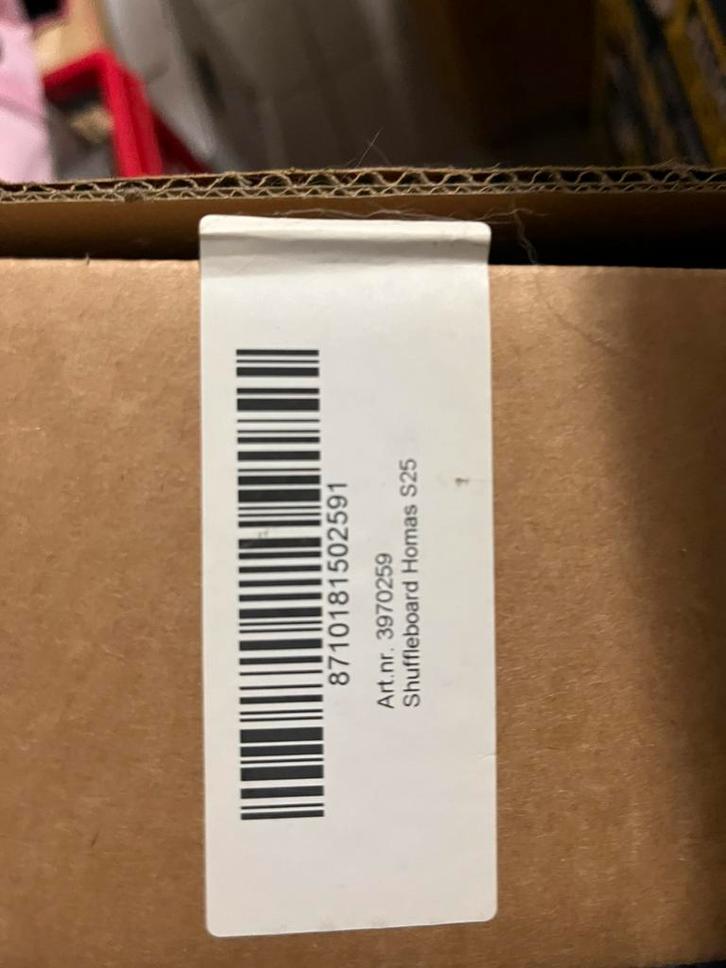 8710181502591
Art.nr. 3970259
Shuffleboard Homas S25